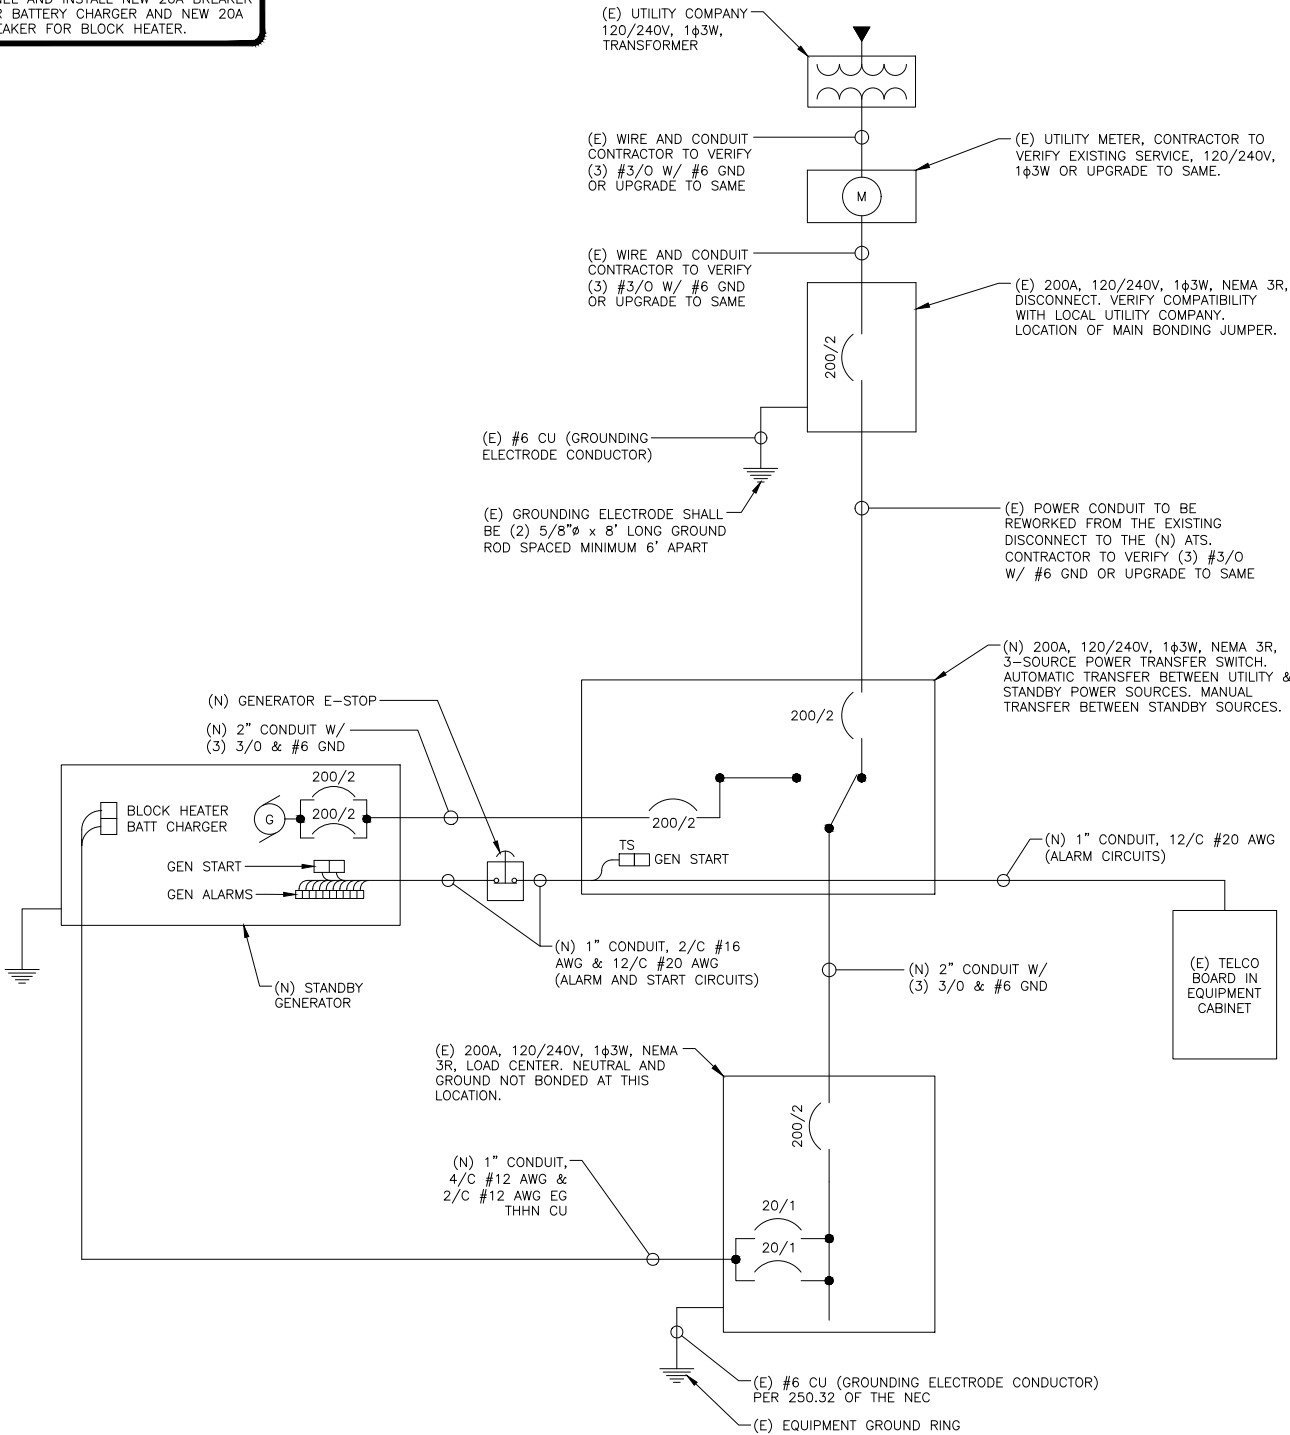 AND INSTALL NEW 20A BREAKER
BATTERY CHARGER AND NEW 20A
FOR BLOCK HEATER.
(E) UTILITY COMPANY
120/240V, 1ϕ3W,
TRANSFORMER
(E) WIRE AND CONDUIT
CONTRACTOR TO VERIFY
(3) #3/0 W/ #6 GND
OR UPGRADE TO SAME
(E) UTILITY METER, CONTRACTOR TO
VERIFY EXISTING SERVICE, 120/240V,
1ϕ3W OR UPGRADE TO SAME.
M
(E) WIRE AND CONDUIT
CONTRACTOR TO VERIFY
(3) #3/0 W/ #6 GND
OR UPGRADE TO SAME
(E) 200A, 120/240V, 1ϕ3W, NEMA 3R,
DISCONNECT. VERIFY COMPATIBILITY
WITH LOCAL UTILITY COMPANY.
LOCATION OF MAIN BONDING JUMPER.
200/2
(E) #6 CU (GROUNDING
ELECTRODE CONDUCTOR)
(E) GROUNDING ELECTRODE SHALL
BE (2) 5/8"ø x 8' LONG GROUND
ROD SPACED MINIMUM 6' APART
(E) POWER CONDUIT TO BE
REWORKED FROM THE EXISTING
DISCONNECT TO THE (N) ATS.
CONTRACTOR TO VERIFY (3) #3/0
W/ #6 GND OR UPGRADE TO SAME
(N) 200A, 120/240V, 1ϕ3W, NEMA 3R,
3-SOURCE POWER TRANSFER SWITCH.
AUTOMATIC TRANSFER BETWEEN UTILITY &
STANDBY POWER SOURCES. MANUAL
TRANSFER BETWEEN STANDBY SOURCES.
(N) GENERATOR E-STOP
(N) 2" CONDUIT W/
(3) 3/0 & #6 GND
200/2
200/2
200/2
200/2
BLOCK HEATER
BATT CHARGER
G
TS
GEN START
GEN START
GEN ALARMS
(N) 1" CONDUIT, 12/C #20 AWG
(ALARM CIRCUITS)
(N) 1" CONDUIT, 2/C #16
AWG & 12/C #20 AWG
(ALARM AND START CIRCUITS)
(N) STANDBY
GENERATOR
(N) 2" CONDUIT W/
(3) 3/0 & #6 GND
(E) TELCO
BOARD IN
EQUIPMENT
CABINET
(E) 200A, 120/240V, 1ϕ3W, NEMA
3R, LOAD CENTER. NEUTRAL AND
GROUND NOT BONDED AT THIS
LOCATION.
200/2
(N) 1" CONDUIT,
4/C #12 AWG &
2/C #12 AWG EG
THHN CU
20/1
20/1
(E) #6 CU (GROUNDING ELECTRODE CONDUCTOR)
PER 250.32 OF THE NEC
(E) EQUIPMENT GROUND RING